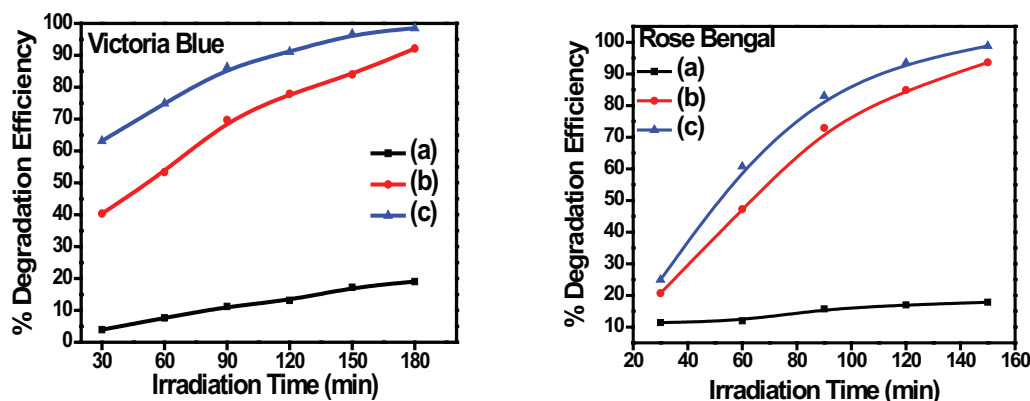 Victoria Blue
% Degradation Efficiency
100
90
80
70
60
50
40
30
20
10
0
(a)
(b)
(c)
30 60 90 120 150 180
Irradiation Time (min)
Rose Bengal
% Degradation Efficiency
100
90
80
70
60
50
40
30
20
10
(a)
(b)
(c)
20 40 60 80 100 120 140 160
Irradiation Time (min)